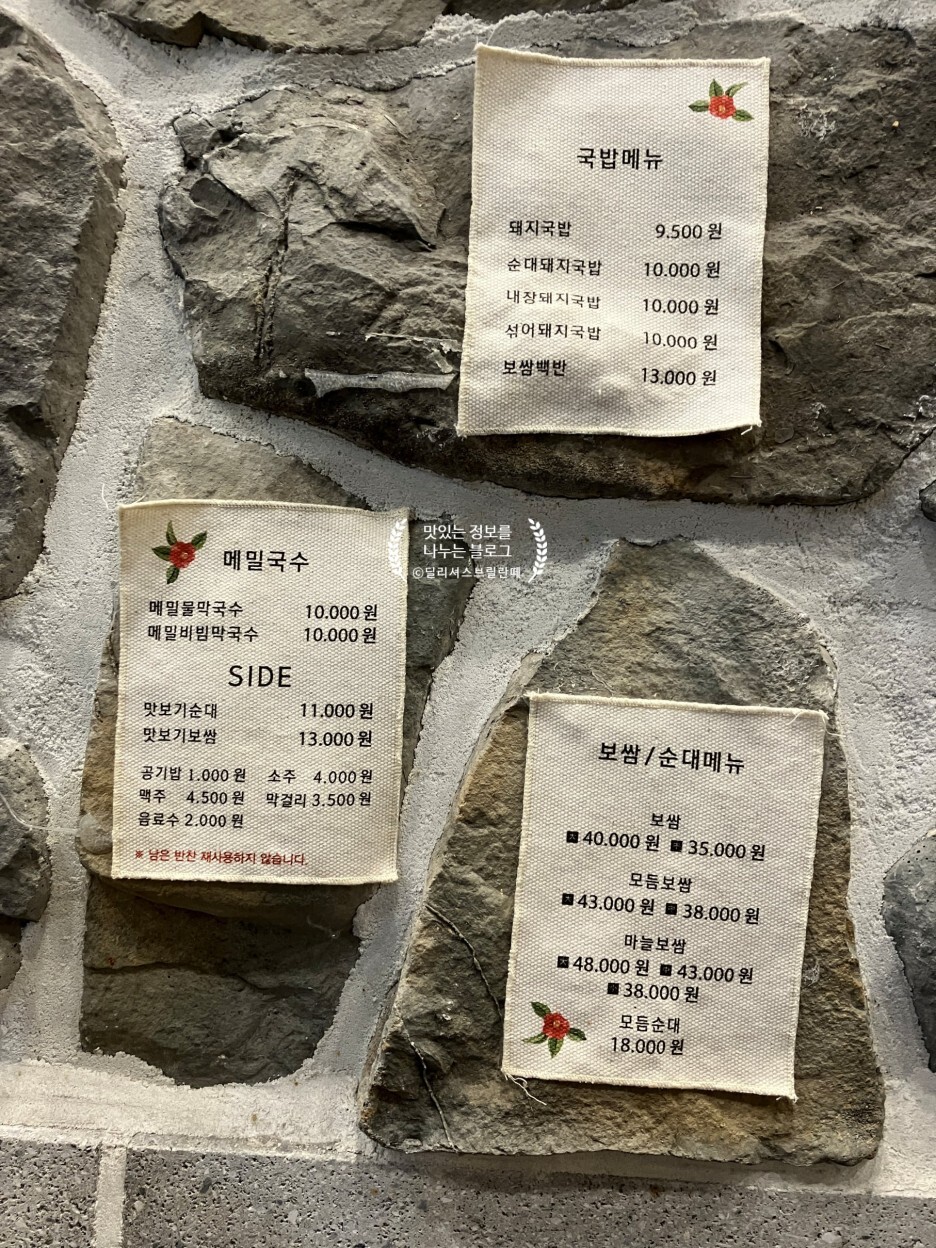 국밥메뉴
돼지국밥 9.500 원
순대돼지국밥 10.000 원
내장돼지국밥 10.000 원
섞어돼지국밥 10.000 원
보쌈백반 13.000 원
맛있는 정보를
나누는 블로그
©딜리셔스브릴란떼
메밀국수
메밀물막국수 10.000 원
메밀비빔막국수 10.000 원
SIDE
맛보기순대 11.000 원
맛보기보쌈 13.000 원
공기밥 1.000 원 소주 4.000 원
맥주 4.500 원 막걸리 3.500 원
음료수 2.000 원
※ 남은 반찬 재사용하지 않습니다.
보쌈/순대메뉴
보쌈
40.000 원 35.000 원
모듬보쌈
43.000 원 38.000 원
마늘보쌈
48.000 원 43.000 원
38.000 원
모듬순대
18.000 원